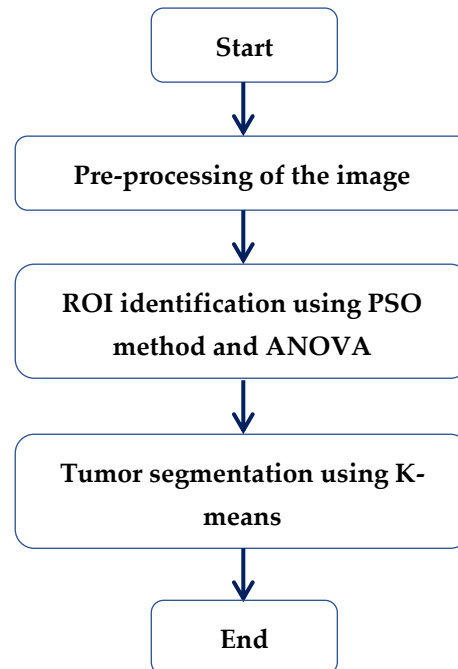 Start
Pre-processing of the image
ROI identification using PSO
method and ANOVA
Tumor segmentation using K-
means
End